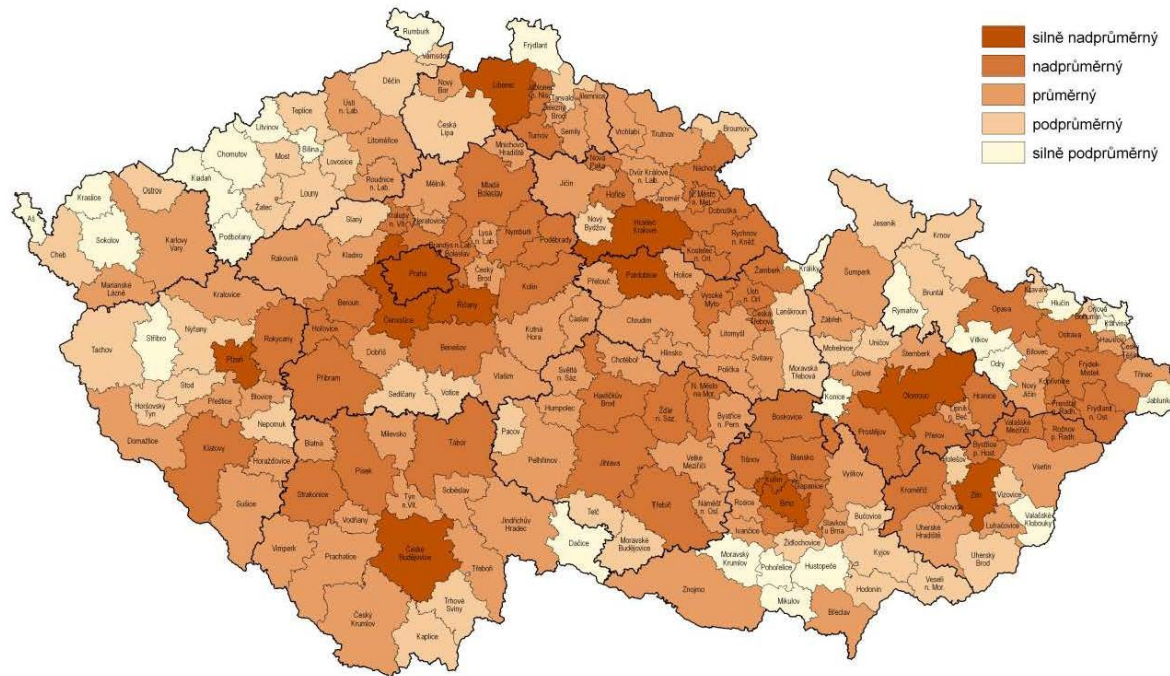 silně nadprůměrný
nadprůměrný
průměrný
podprůměrný
silně podprůměrný
Rumburk
Frýdlant
Varnsdorf
Děčín
Nový
Bor
Liberec
Jablonec
n. Nis.
Tanvald
Jilemnice
Železný
Brod
Teplice
Ústí
n. Lab.
Česká
Lípa
Turnov
Semily
Vrchlabí
Trutnov
Broumov
Litvínov
Bílina
Litoměřice
Mnichovo
Hradiště
Chomutov
Most
Lovosice
Kadaň
Louny
Roudnice
n. Lab.
Mělník
Mladá
Boleslav
Jičín
Nová
Paka
Dvůr Králové
n. Lab.
Náchod
Hořice
Jaroměř
N. Město
n. Met.
Kraslice
Ostrov
Žatec
Aš
Sokolov
Karlovy
Vary
Podbořany
Slaný
Kralupy
n. Vlt.
Neratovice
Lysá
n. Lab.
Nymburk
Poděbrady
Nový
Bydžov
Hradec
Králové
Dobruška
Rychnov
n. Kněž.
Cheb
Rakovník
Kladno
Praha
Brandýs n.Lab.
Boleslav
Český
Brod
Kolín
Přelouč
Pardubice
Holice
Kostelec
n. Orl.
Žamberk
Králíky
Jeseník
Krnov
Mariánské
Lázně
Kralovice
Beroun
Černošice
Říčany
Kutná
Hora
Čáslav
Chrudim
Vysoké
Mýto
Ústí
n. Orl.
Česká
Třebová
Lanškroun
Šumperk
Bruntál
Rýmařov
Tachov
Stříbro
Nýřany
Plzeň
Rokycany
Hořovice
Dobříš
Benešov
Vlašim
Světlá
n. Sáz.
Chotěboř
Hlinsko
Litomyšl
Polička
Svitavy
Moravská
Třebová
Zábřeh
Mohelnice
Uničov
Šternberk
Opava
Kravaře
Hlučín
Bohumín
Orlová
Karviná
Havířov
Český
Těšín
Ostrava
Vítkov
Bílovec
Odry
Stod
Přeštice
Blovice
Příbram
Sedlčany
Votice
Havlíčkův
Brod
Žďár
n. Sáz.
N. Město
na Mor.
Konice
Litovel
Olomouc
Hranice
Nový
Jičín
Kopřivnice
Frýdek-
Místek
Třinec
Jablunkov
Horšovský
Týn
Nepomuk
Humpolec
Bystřice
n. Pern.
Boskovice
Prostějov
Lipník
n. Beč.
Přerov
Valašské
Meziříčí
Frenštát
p. Radh.
Frýdlant
n. Ost.
Rožnov
p. Radh.
Domažlice
Klatovy
Horažďovice
Blatná
Milevsko
Tábor
Pacov
Pelhřimov
Jihlava
Velké
Meziříčí
Tišnov
Blansko
Vyškov
Bystřice
p. Host.
Holešov
Vsetín
Sušice
Strakonice
Písek
Týn
n. Vlt.
Soběslav
Jindřichův
Hradec
Třebíč
Náměšť
n. Osl.
Rosice
Kuřim
Brno
Šlapanice
Kroměříž
Otrokovice
Zlín
Vizovice
Valašské
Klobouky
Vimperk
Vodňany
Prachatice
České
Budějovice
Třeboň
Telč
Dačice
Moravské
Budějovice
Ivančice
Slavkov
u Brna
Bučovice
Židlochovice
Uherské
Hradiště
Luhačovice
Uherský
Brod
Český
Krumlov
Trhové
Sviny
Kaplice
Znojmo
Moravský
Krumlov
Pohořelice
Hustopeče
Mikulov
Kyjov
Hodonín
Veselí
n. Mor.
Břeclav